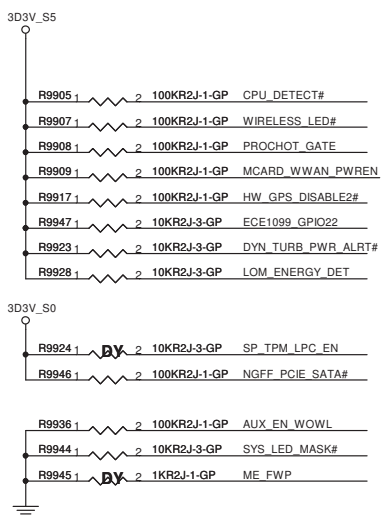 3D3V_S5
R9905 1 2 100KR2J-1-GP CPU_DETECT#
R9907 1 2 100KR2J-1-GP WIRELESS_LED#
R9908 1 2 100KR2J-1-GP PROCHOT_GATE
R9909 1 2 100KR2J-1-GP MCARD_WWAN_PWREN
R9917 1 2 100KR2J-1-GP HW_GPS_DISABLE2#
R9947 1 2 10KR2J-3-GP ECE1099_GPIO22
R9923 1 2 10KR2J-3-GP DYN_TURB_PWR_ALRT#
R9928 1 2 10KR2J-3-GP LOM_ENERGY_DET
3D3V_S0
R9924 1 DY 2 10KR2J-3-GP SP_TPM_LPC_EN
R9946 1 2 100KR2J-1-GP NGFF_PCIE_SATA#
R9936 1 2 100KR2J-1-GP AUX_EN_WOWL
R9944 1 2 10KR2J-3-GP SYS_LED_MASK#
R9945 1 DY 2 1KR2J-1-GP ME_FWP